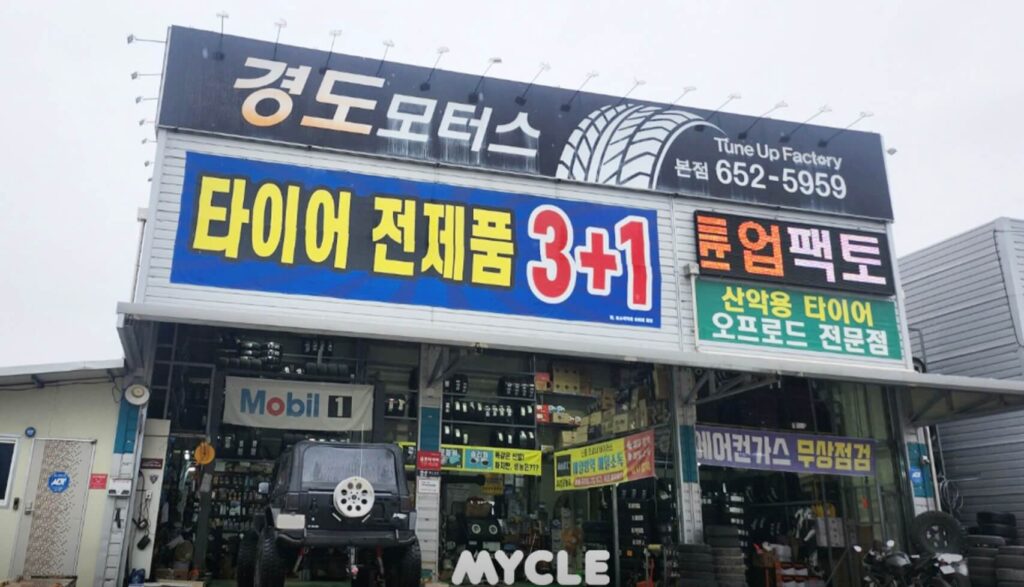 경도모터스
Tune Up Factory
본점 652-5959
타이어 전제품 3+1
튠업팩토
산악용 타이어
오프로드 전문점
Mobil 1
에어컨가스 무상점검
MYCLE